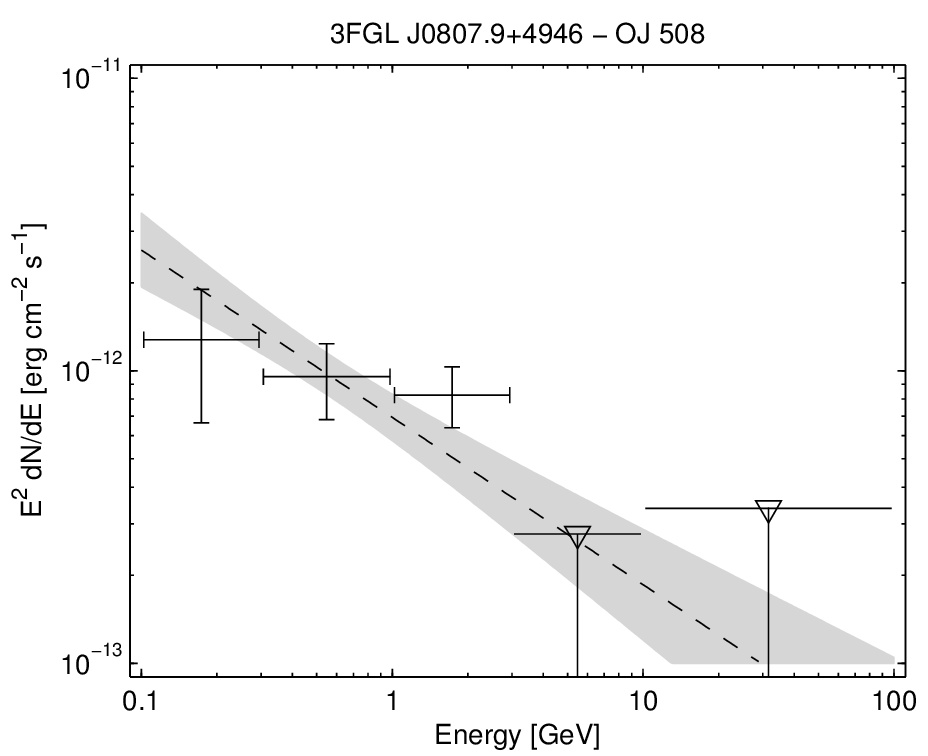 3FGL J0807.9+4946 − OJ 508
10⁻¹¹
10⁻¹²
10⁻¹³
E² dN/dE [erg cm⁻² s⁻¹]
0.1 1 10 100
Energy [GeV]